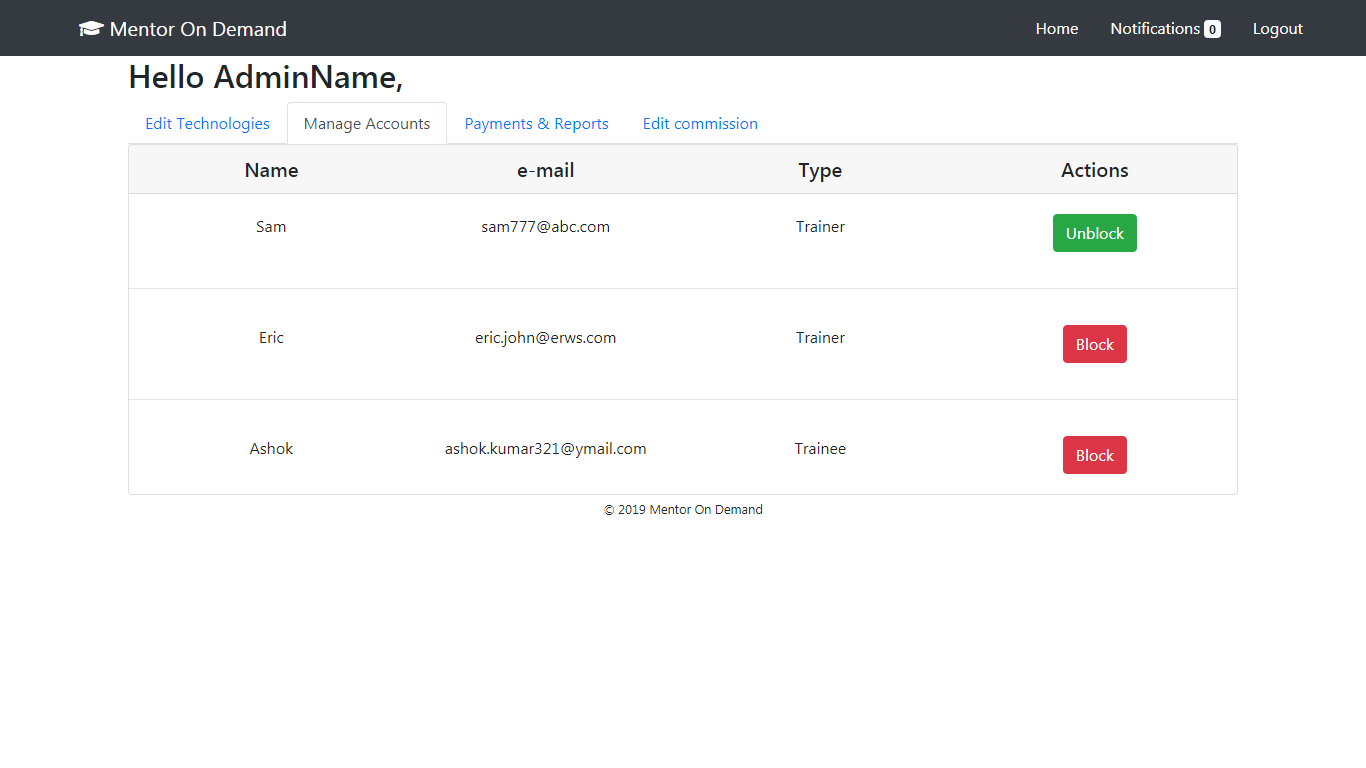 Mentor On Demand Home Notifications 0 Logout
Hello AdminName,
Edit Technologies Manage Accounts Payments & Reports Edit commission
Name e-mail Type Actions
Sam sam777@abc.com Trainer Unblock
Eric eric.john@erws.com Trainer Block
Ashok ashok.kumar321@ymail.com Trainee Block
© 2019 Mentor On Demand